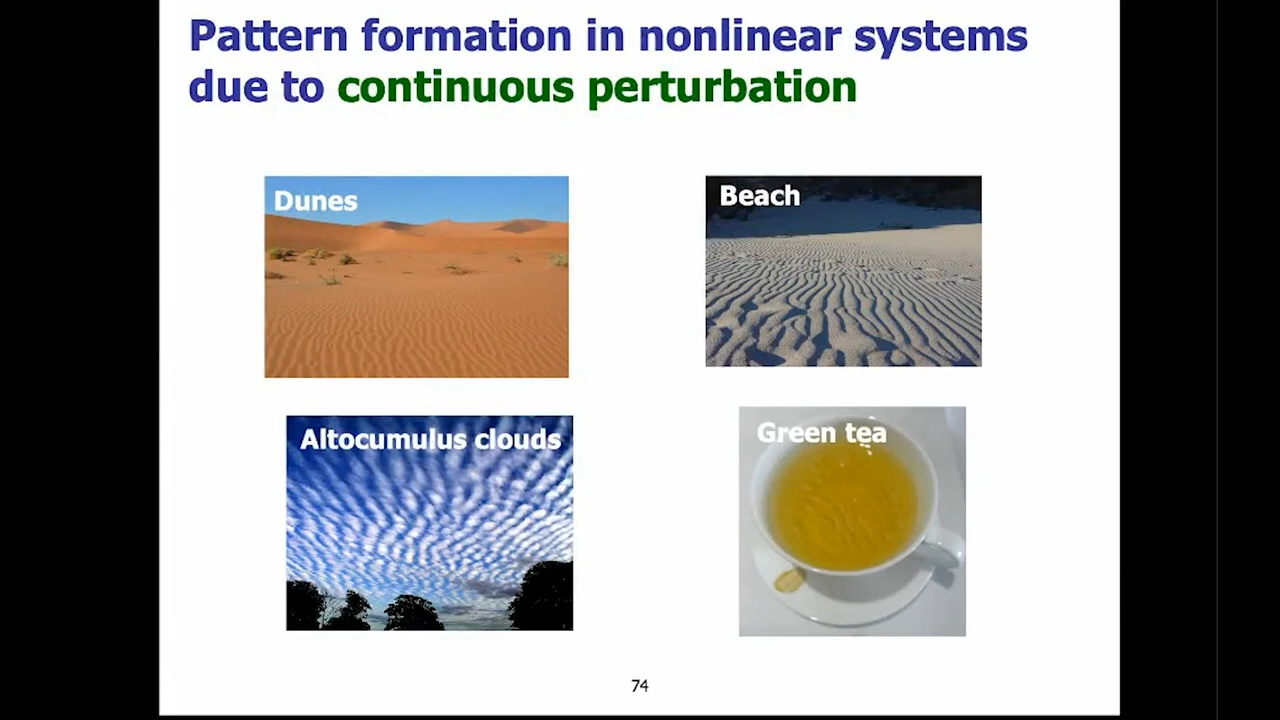 Pattern formation in nonlinear systems
due to continuous perturbation
Dunes
Beach
Altocumulus clouds
Green tea
74